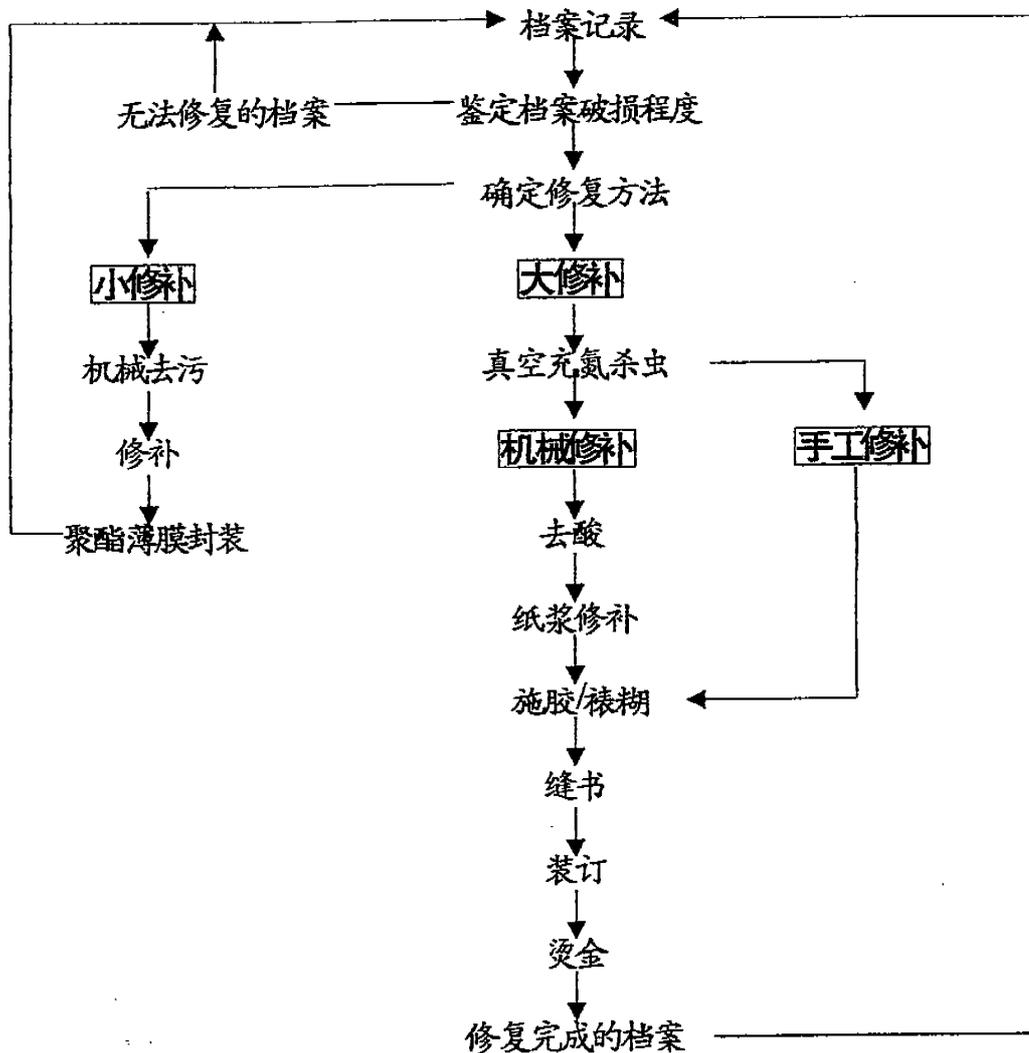 档案记录
无法修复的档案
鉴定档案破损程度
确定修复方法
小修补
大修补
机械去污
真空充氮杀虫
修补
机械修补
手工修补
聚酯薄膜封装
去酸
纸浆修补
施胶/裱糊
缝书
装订
烫金
修复完成的档案